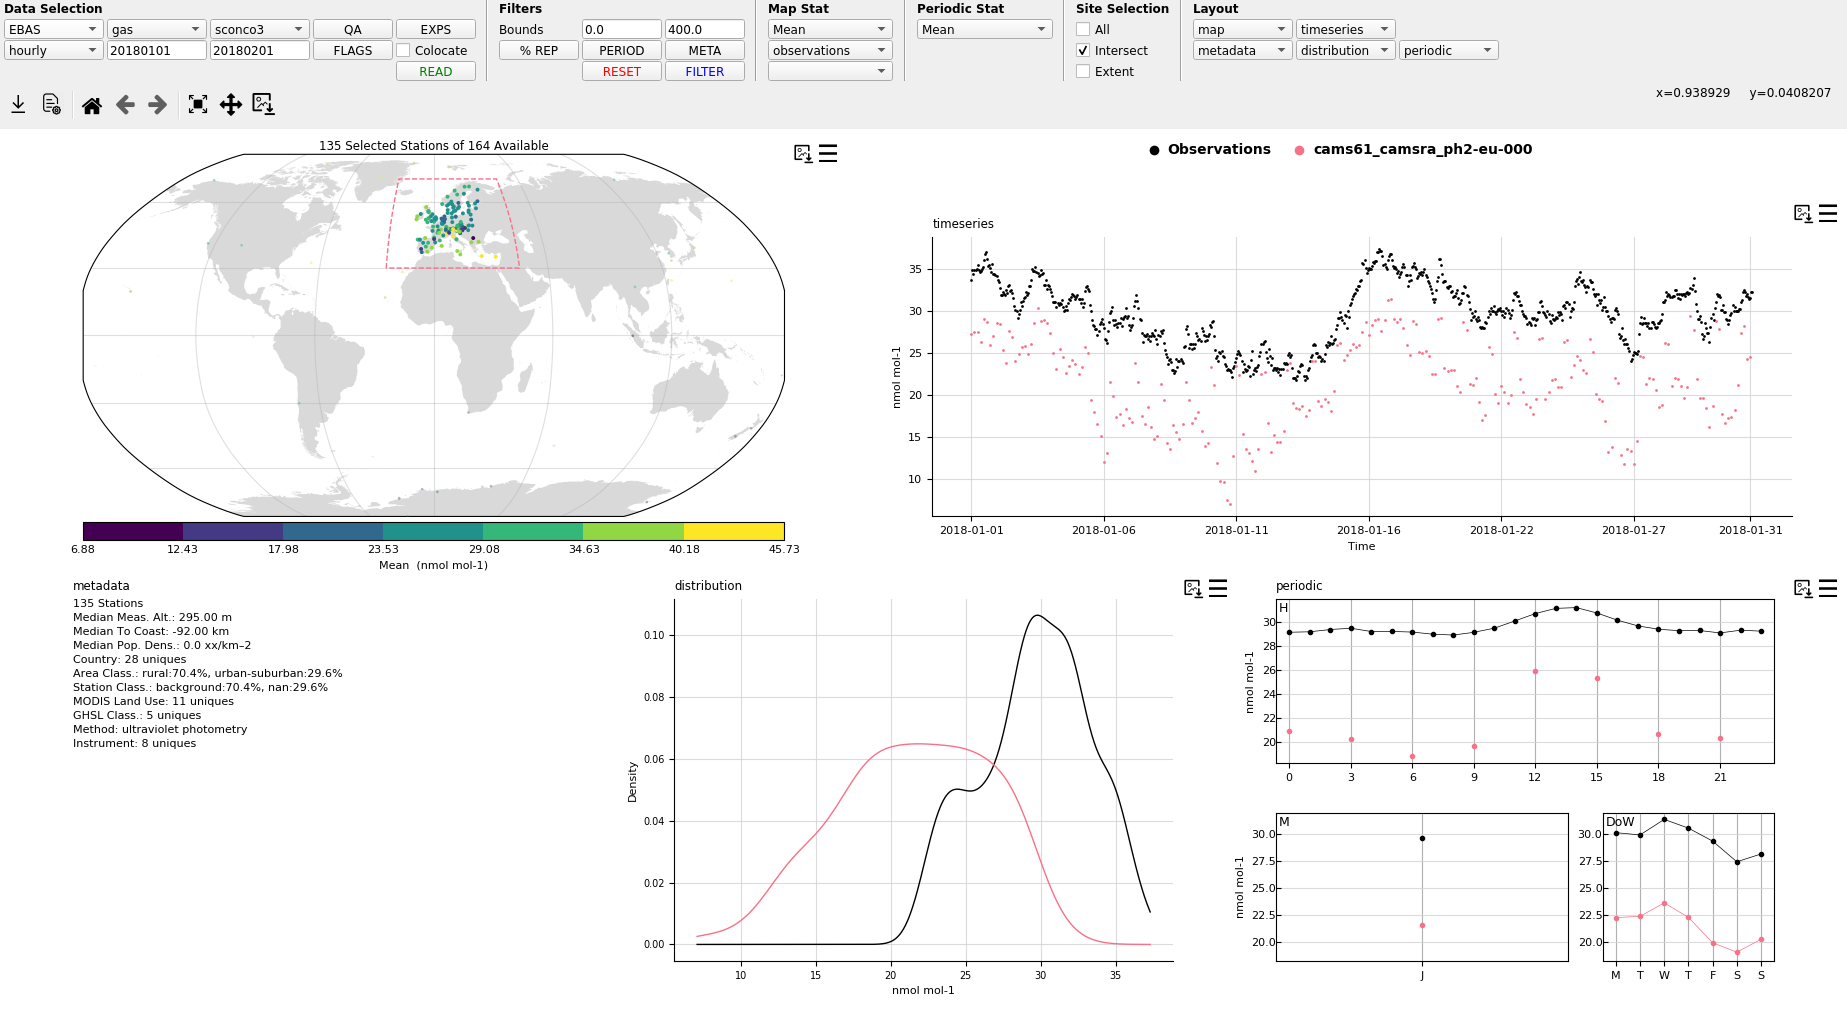 Data Selection Filters Map Stat Periodic Stat Site Selection Layout
EBAS gas sconco3 QA EXPS Bounds 0.0 400.0 Mean Mean All map timeseries
hourly 20180101 20180201 FLAGS Colocate % REP PERIOD META observations Intersect metadata distribution periodic
READ RESET FILTER Extent
x=0.938929 y=0.0408207
135 Selected Stations of 164 Available
6.88 12.43 17.98 23.53 29.08 34.63 40.18 45.73
Mean (nmol mol-1)
Observations cams61_camsra_ph2-eu-000
timeseries
35
30
25
20
15
10
nmol mol-1
2018-01-01 2018-01-06 2018-01-11 2018-01-16 2018-01-22 2018-01-27 2018-01-31
Time
metadata
135 Stations
Median Meas. Alt.: 295.00 m
Median To Coast: -92.00 km
Median Pop. Dens.: 0.0 xx/km–2
Country: 28 uniques
Area Class.: rural:70.4%, urban-suburban:29.6%
Station Class.: background:70.4%, nan:29.6%
MODIS Land Use: 11 uniques
GHSL Class.: 5 uniques
Method: ultraviolet photometry
Instrument: 8 uniques
distribution
0.10
0.08
0.06
0.04
0.02
0.00
Density
10 15 20 25 30 35
nmol mol-1
periodic
H
30
28
26
24
22
20
nmol mol-1
0 3 6 9 12 15 18 21
M
30.0
27.5
25.0
22.5
20.0
nmol mol-1
J
DoW
30.0
27.5
25.0
22.5
20.0
M T W T F S S